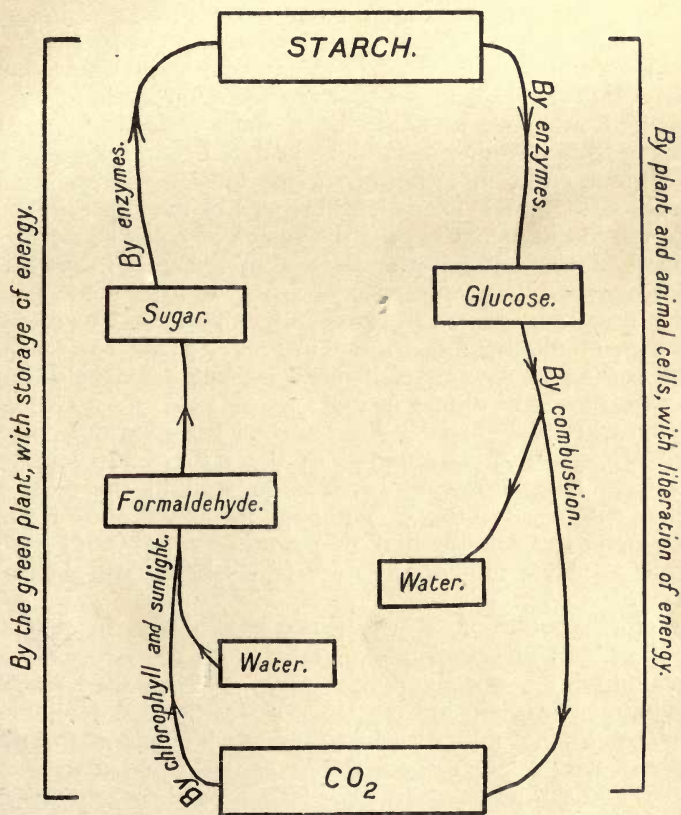 STARCH.
By enzymes.
By enzymes.
Sugar.
Glucose.
By combustion.
Formaldehyde.
Water.
By chlorophyll and sunlight.
Water.
CO₂
By the green plant, with storage of energy.
By plant and animal cells, with liberation of energy.